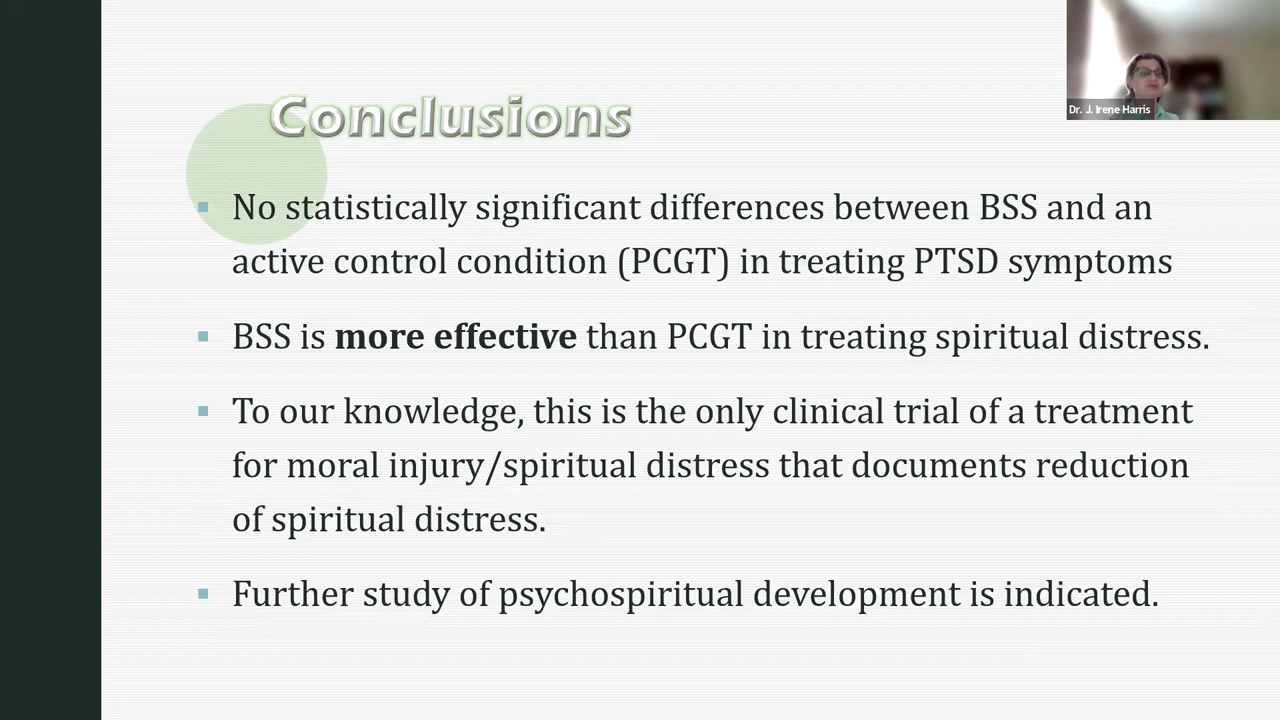 Dr. J. Irene Harris
Conclusions
▪ No statistically significant differences between BSS and an
active control condition (PCGT) in treating PTSD symptoms
▪ BSS is more effective than PCGT in treating spiritual distress.
▪ To our knowledge, this is the only clinical trial of a treatment
for moral injury/spiritual distress that documents reduction
of spiritual distress.
▪ Further study of psychospiritual development is indicated.